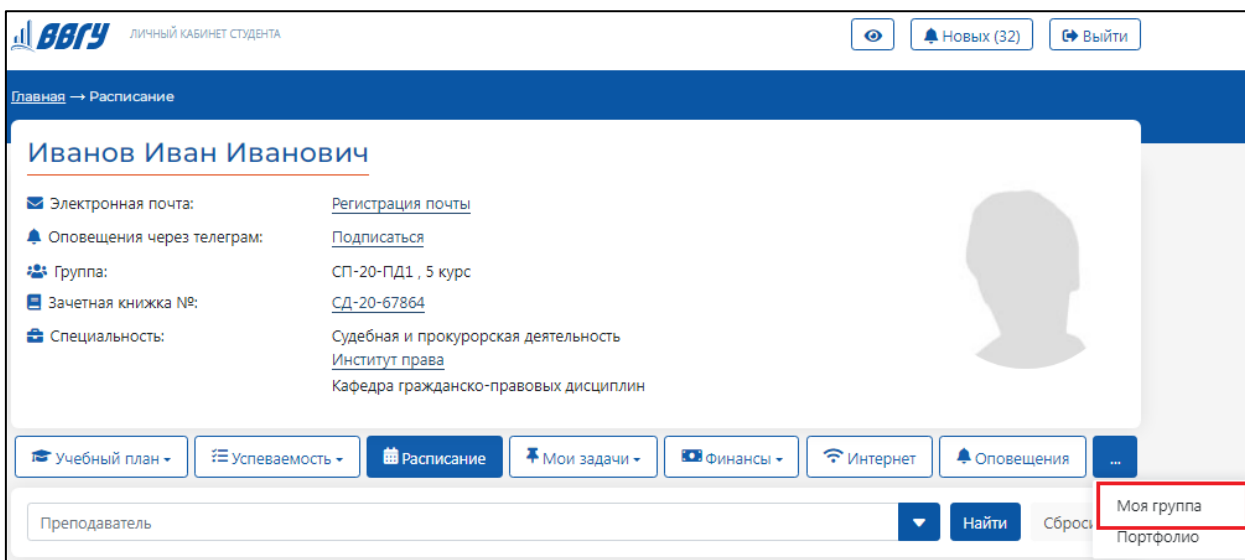 ВВГУ ЛИЧНЫЙ КАБИНЕТ СТУДЕНТА Новых (32) Выйти
Главная → Расписание
Иванов Иван Иванович
Электронная почта: Регистрация почты
Оповещения через телеграм: Подписаться
Группа: СП-20-ПД1 , 5 курс
Зачетная книжка №: СД-20-67864
Специальность: Судебная и прокурорская деятельность
Институт права
Кафедра гражданско-правовых дисциплин
Учебный план Успеваемость Расписание Мои задачи Финансы Интернет Оповещения ...
Моя группа
Преподаватель Найти Сброси
Портфолио